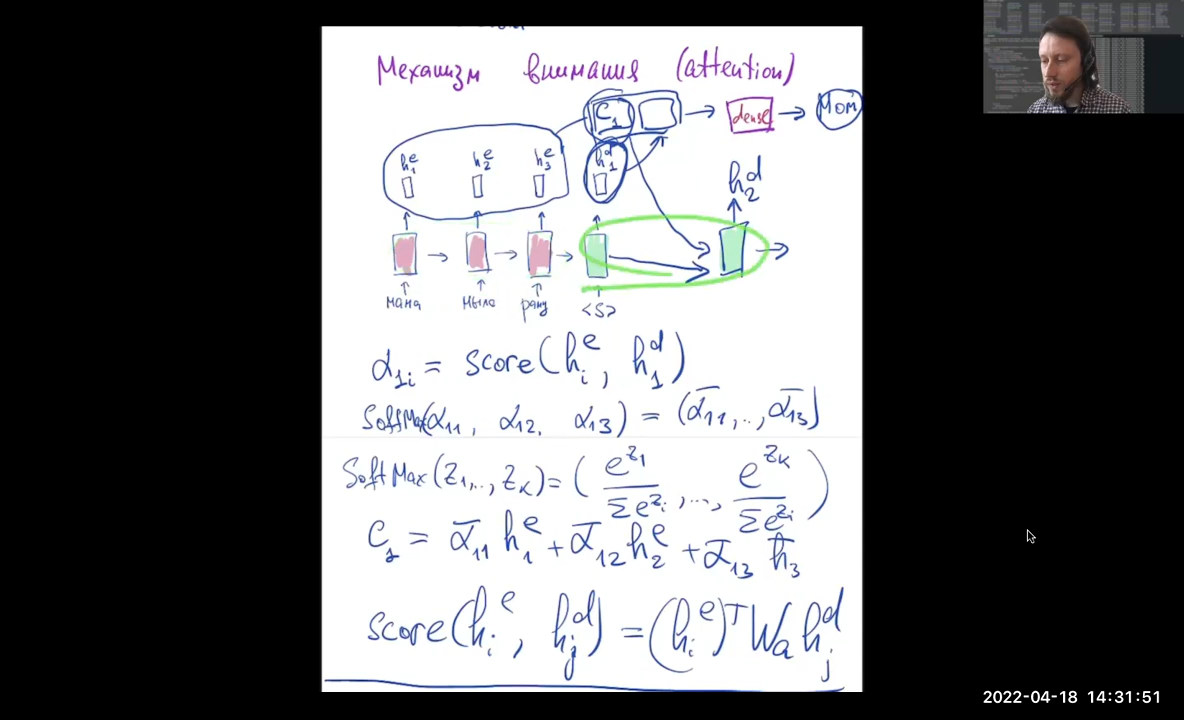 Механизм внимания (attention)
C₁ → dense → Mom
h₁ᵉ h₂ᵉ h₃ᵉ h₁ᵈ h₂ᵈ
мама мыла раму <S>
α₁ᵢ = score(hᵢᵉ, h₁ᵈ)
SoftMax(α₁₁, α₁₂, α₁₃) = (ᾱ₁₁,..,ᾱ₁₃)
SoftMax(z₁,..,zₖ) = (e^z₁/Σe^zᵢ,...,e^zₖ/Σe^zᵢ)
C₁ = ᾱ₁₁ h₁ᵉ + ᾱ₁₂ h₂ᵉ + ᾱ₁₃ h₃
score(hᵢᵉ, hⱼᵈ) = (hᵢᵉ)ᵀ Wₐ hⱼᵈ
2022-04-18 14:31:51